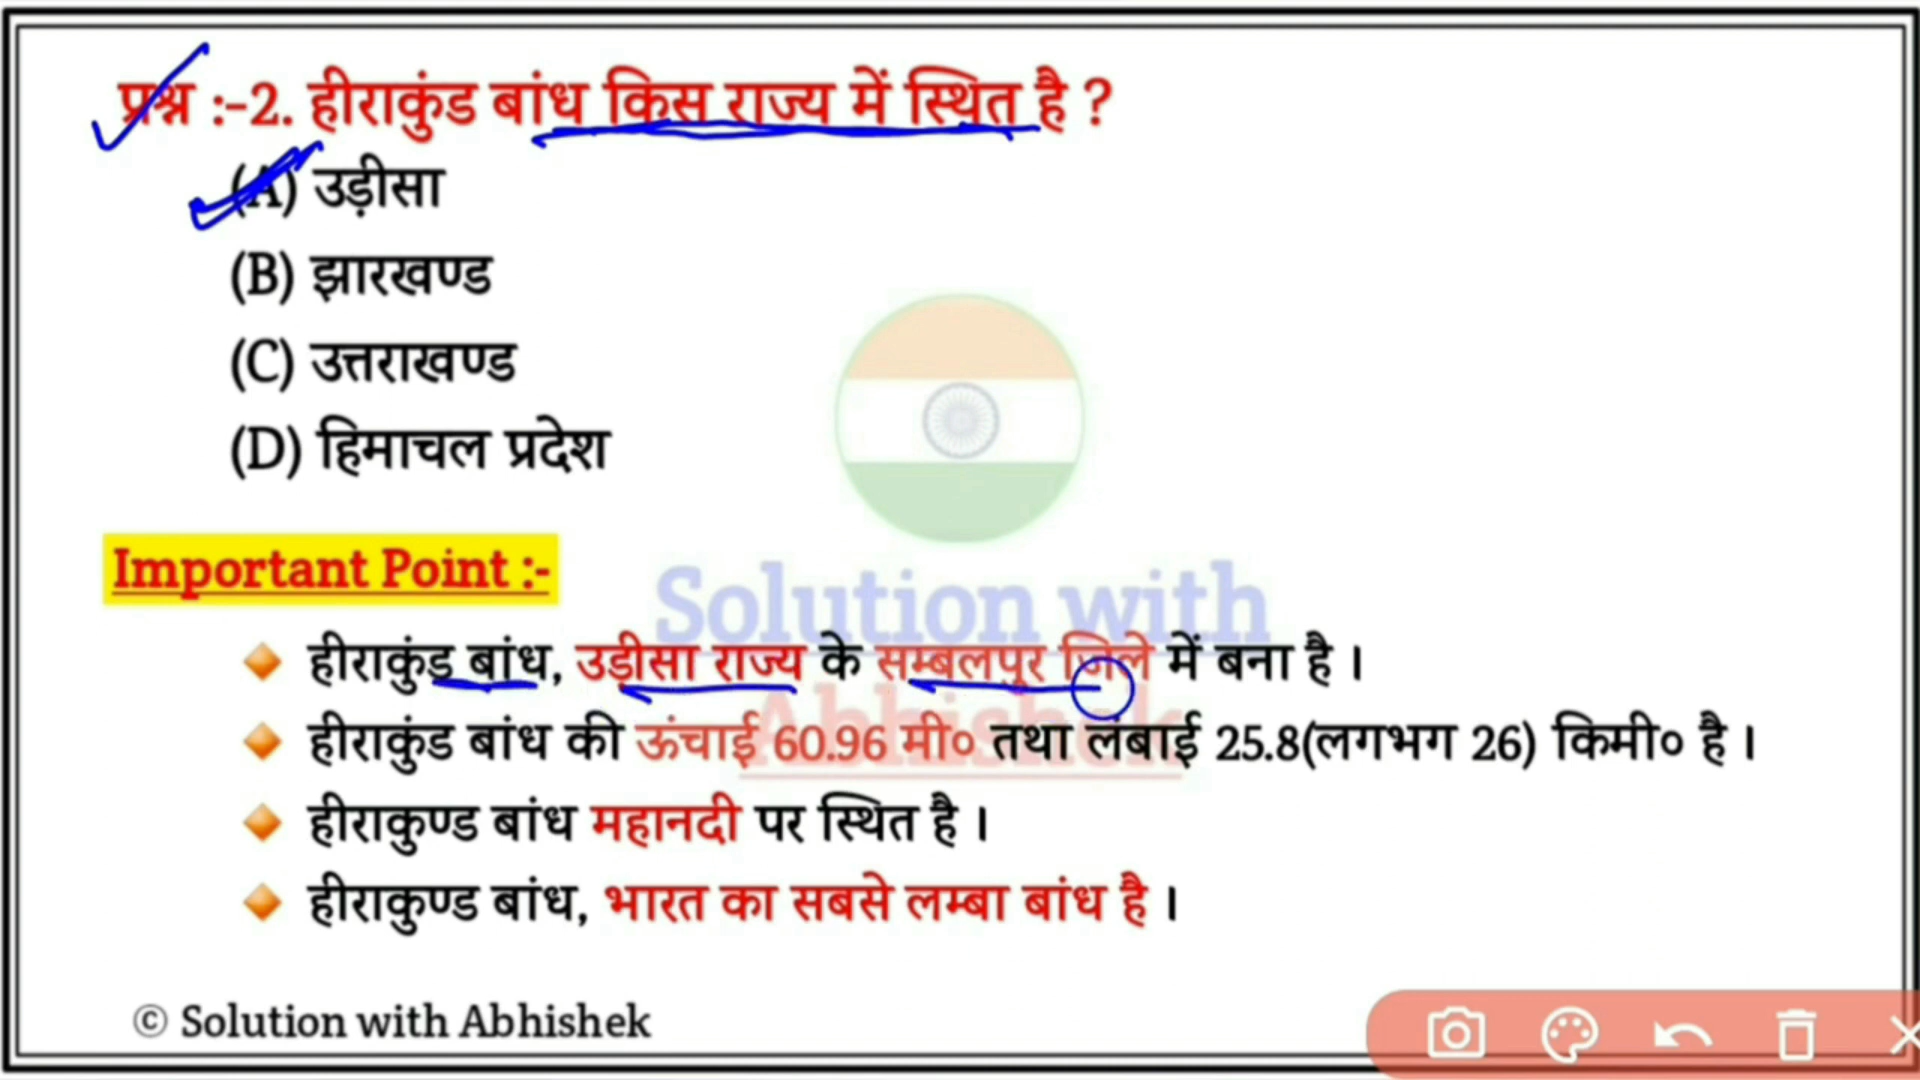 प्रश्न :-2. हीराकुंड बांध किस राज्य में स्थित है ?
(A) उड़ीसा
(B) झारखण्ड
(C) उत्तराखण्ड
(D) हिमाचल प्रदेश
Important Point :-
Solution with
हीराकुंड बांध, उड़ीसा राज्य के सम्बलपुर जिले में बना है ।
Abhishek
हीराकुंड बांध की ऊंचाई 60.96 मी० तथा लंबाई 25.8(लगभग 26) किमी० है ।
हीराकुण्ड बांध महानदी पर स्थित है ।
हीराकुण्ड बांध, भारत का सबसे लम्बा बांध है ।
© Solution with Abhishek